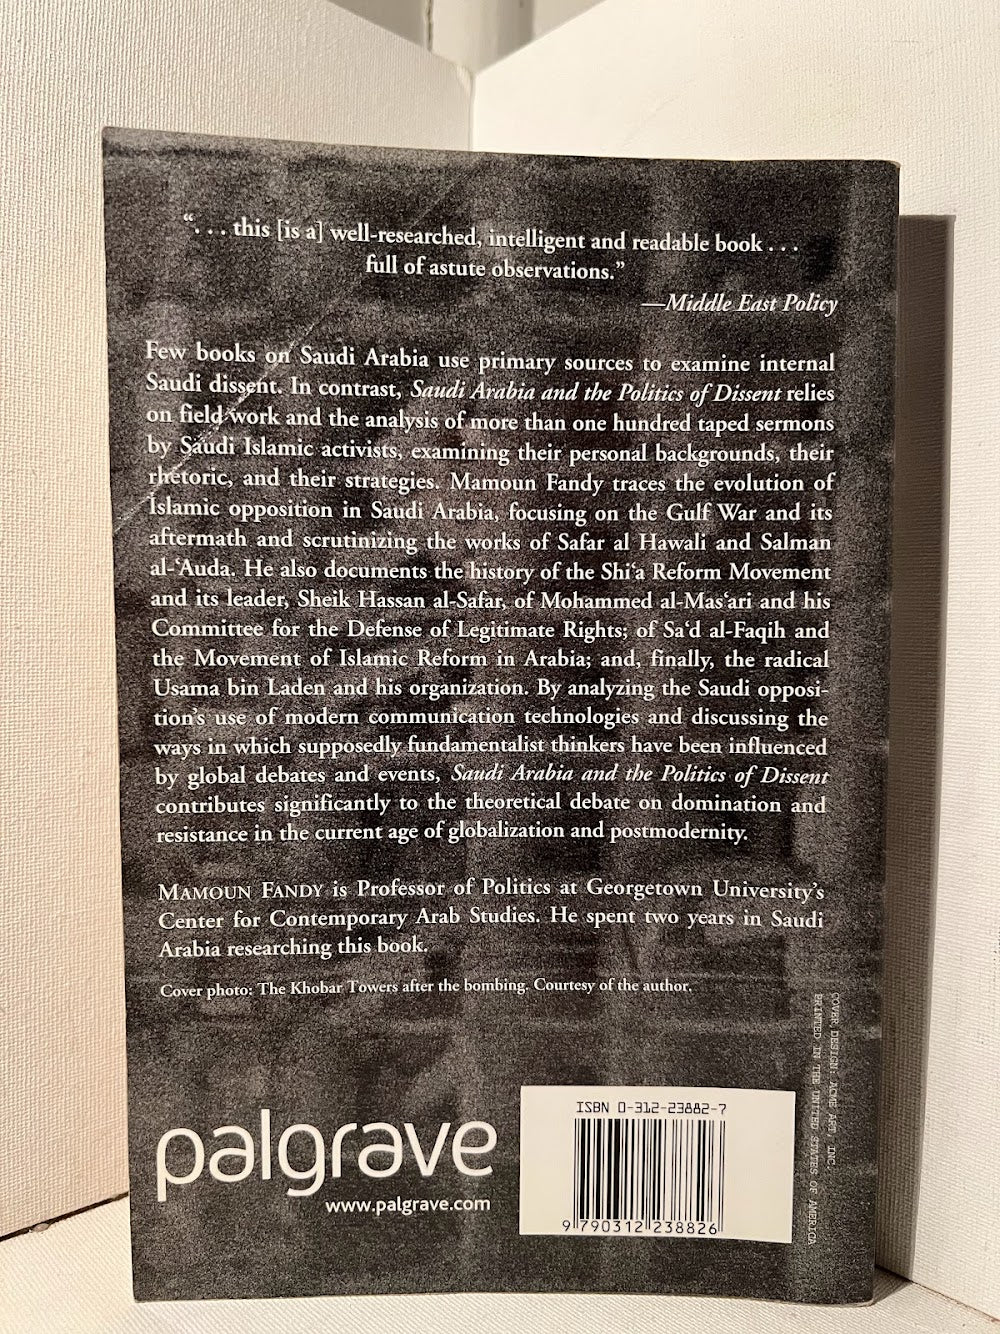 “. . . this [is a] well-researched, intelligent and readable book . . .
full of astute observations.”
—Middle East Policy
Few books on Saudi Arabia use primary sources to examine internal
Saudi dissent. In contrast, Saudi Arabia and the Politics of Dissent relies
on field work and the analysis of more than one hundred taped sermons
by Saudi Islamic activists, examining their personal backgrounds, their
rhetoric, and their strategies. Mamoun Fandy traces the evolution of
Islamic opposition in Saudi Arabia, focusing on the Gulf War and its
aftermath and scrutinizing the works of Safar al Hawali and Salman
al-‘Auda. He also documents the history of the Shi‘a Reform Movement
and its leader, Sheik Hassan al-Safar, of Mohammed al-Mas‘ari and his
Committee for the Defense of Legitimate Rights; of Sa‘d al-Faqih and
the Movement of Islamic Reform in Arabia; and, finally, the radical
Usama bin Laden and his organization. By analyzing the Saudi opposi-
tion’s use of modern communication technologies and discussing the
ways in which supposedly fundamentalist thinkers have been influenced
by global debates and events, Saudi Arabia and the Politics of Dissent
contributes significantly to the theoretical debate on domination and
resistance in the current age of globalization and postmodernity.
MAMOUN FANDY is Professor of Politics at Georgetown University’s
Center for Contemporary Arab Studies. He spent two years in Saudi
Arabia researching this book.
Cover photo: The Khobar Towers after the bombing. Courtesy of the author.
COVER DESIGN: ACME ART INC.
PRINTED IN THE UNITED STATES OF AMERICA
palgrave
www.palgrave.com
ISBN 0-312-23882-7
9 790312 238826